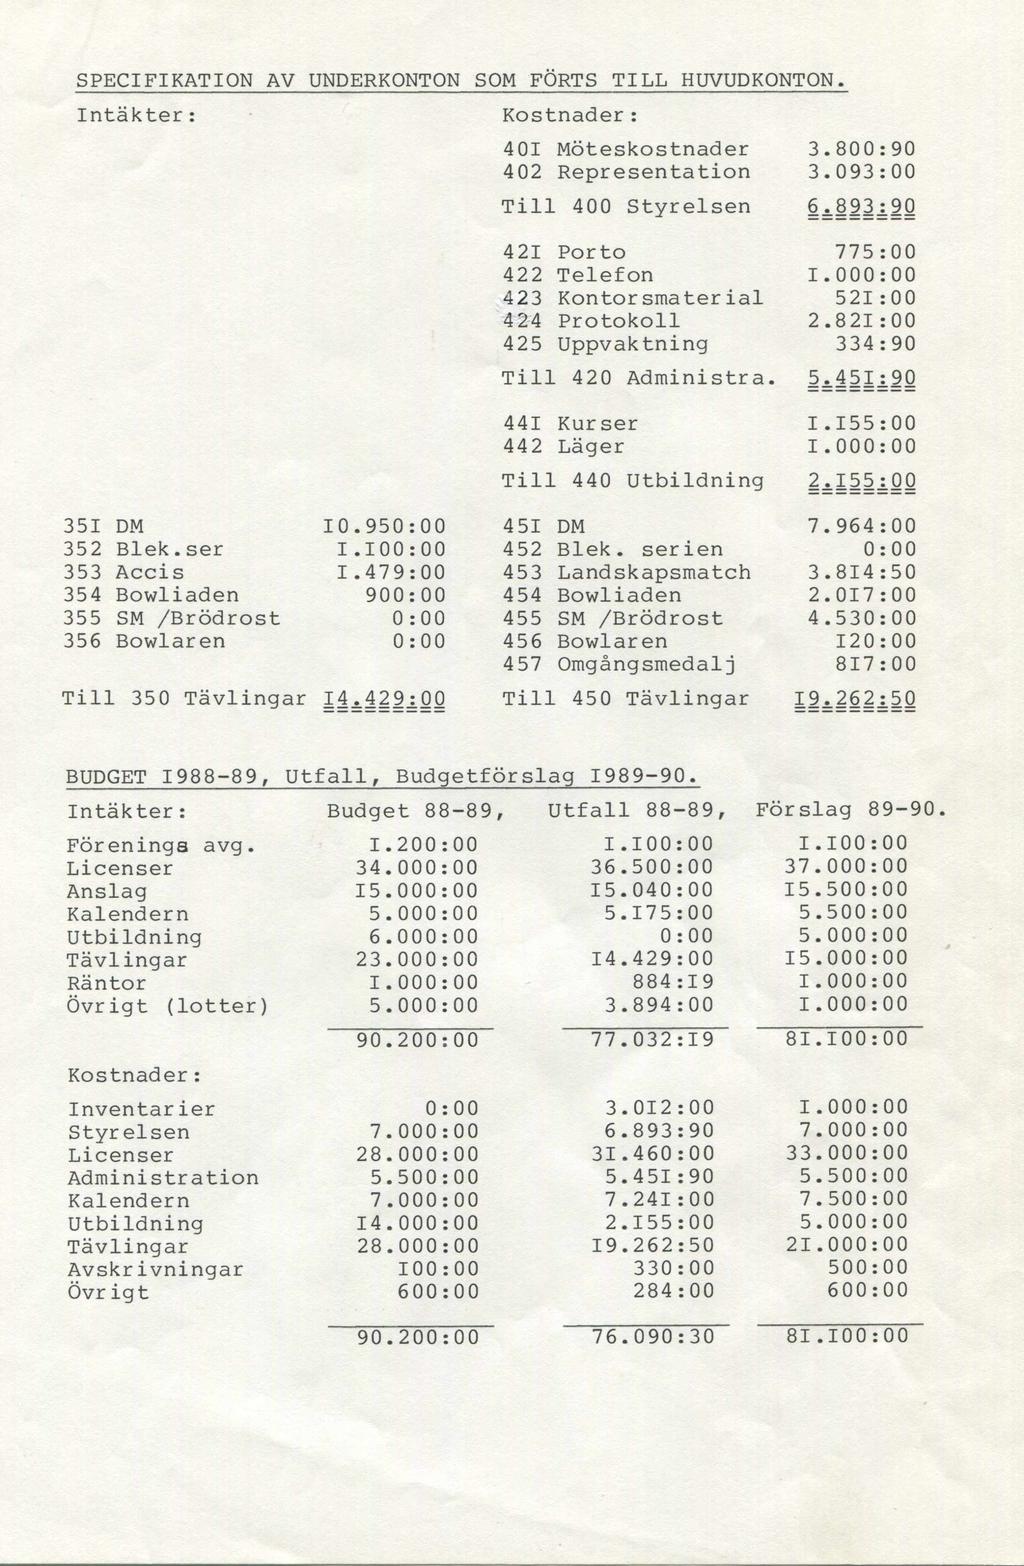 SPECIFIKATION AV UNDERKONTON SOM FÖRTS TILL HUVUDKONTON.
Intäkter: Kostnader:
40I Möteskostnader 3.800:90
402 Representation 3.093:00
Till 400 Styrelsen 6.893:90
42I Porto 775:00
422 Telefon I.000:00
423 Kontorsmaterial 52I:00
424 Protokoll 2.82I:00
425 Uppvaktning 334:90
Till 420 Administra. 5.45I:90
44I Kurser I.I55:00
442 Läger I.000:00
Till 440 Utbildning 2.I55:00
35I DM I0.950:00 45I DM 7.964:00
352 Blek.ser I.I00:00 452 Blek. serien 0:00
353 Accis I.479:00 453 Landskapsmatch 3.8I4:50
354 Bowliaden 900:00 454 Bowliaden 2.0I7:00
355 SM /Brödrost 0:00 455 SM /Brödrost 4.530:00
356 Bowlaren 0:00 456 Bowlaren I20:00
457 Omgångsmedalj 8I7:00
Till 350 Tävlingar I4.429:00 Till 450 Tävlingar I9.262:50
BUDGET I988-89, Utfall, Budgetförslag I989-90.
Intäkter: Budget 88-89, Utfall 88-89, Förslag 89-90.
Förenings avg. I.200:00 I.I00:00 I.I00:00
Licenser 34.000:00 36.500:00 37.000:00
Anslag I5.000:00 I5.040:00 I5.500:00
Kalendern 5.000:00 5.I75:00 5.500:00
Utbildning 6.000:00 0:00 5.000:00
Tävlingar 23.000:00 I4.429:00 I5.000:00
Räntor I.000:00 884:I9 I.000:00
Övrigt (lotter) 5.000:00 3.894:00 I.000:00
90.200:00 77.032:I9 8I.I00:00
Kostnader:
Inventarier 0:00 3.0I2:00 I.000:00
Styrelsen 7.000:00 6.893:90 7.000:00
Licenser 28.000:00 3I.460:00 33.000:00
Administration 5.500:00 5.45I:90 5.500:00
Kalendern 7.000:00 7.24I:00 7.500:00
Utbildning I4.000:00 2.I55:00 5.000:00
Tävlingar 28.000:00 I9.262:50 2I.000:00
Avskrivningar I00:00 330:00 500:00
Övrigt 600:00 284:00 600:00
90.200:00 76.090:30 8I.I00:00